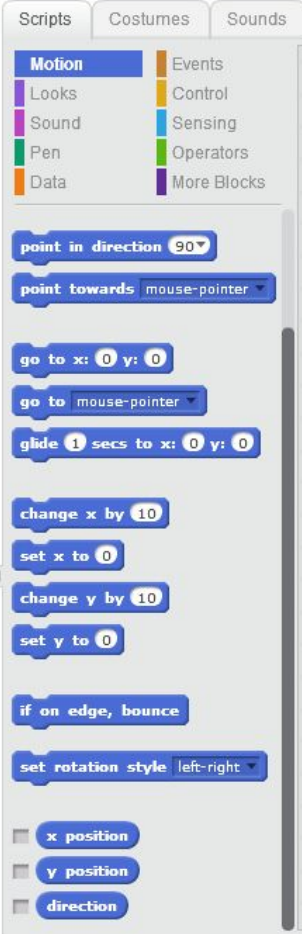 Scripts Costumes Sounds
Motion Events
Looks Control
Sound Sensing
Pen Operators
Data More Blocks
point in direction 90
point towards mouse-pointer
go to x: 0 y: 0
go to mouse-pointer
glide 1 secs to x: 0 y: 0
change x by 10
set x to 0
change y by 10
set y to 0
if on edge, bounce
set rotation style left-right
x position
y position
direction